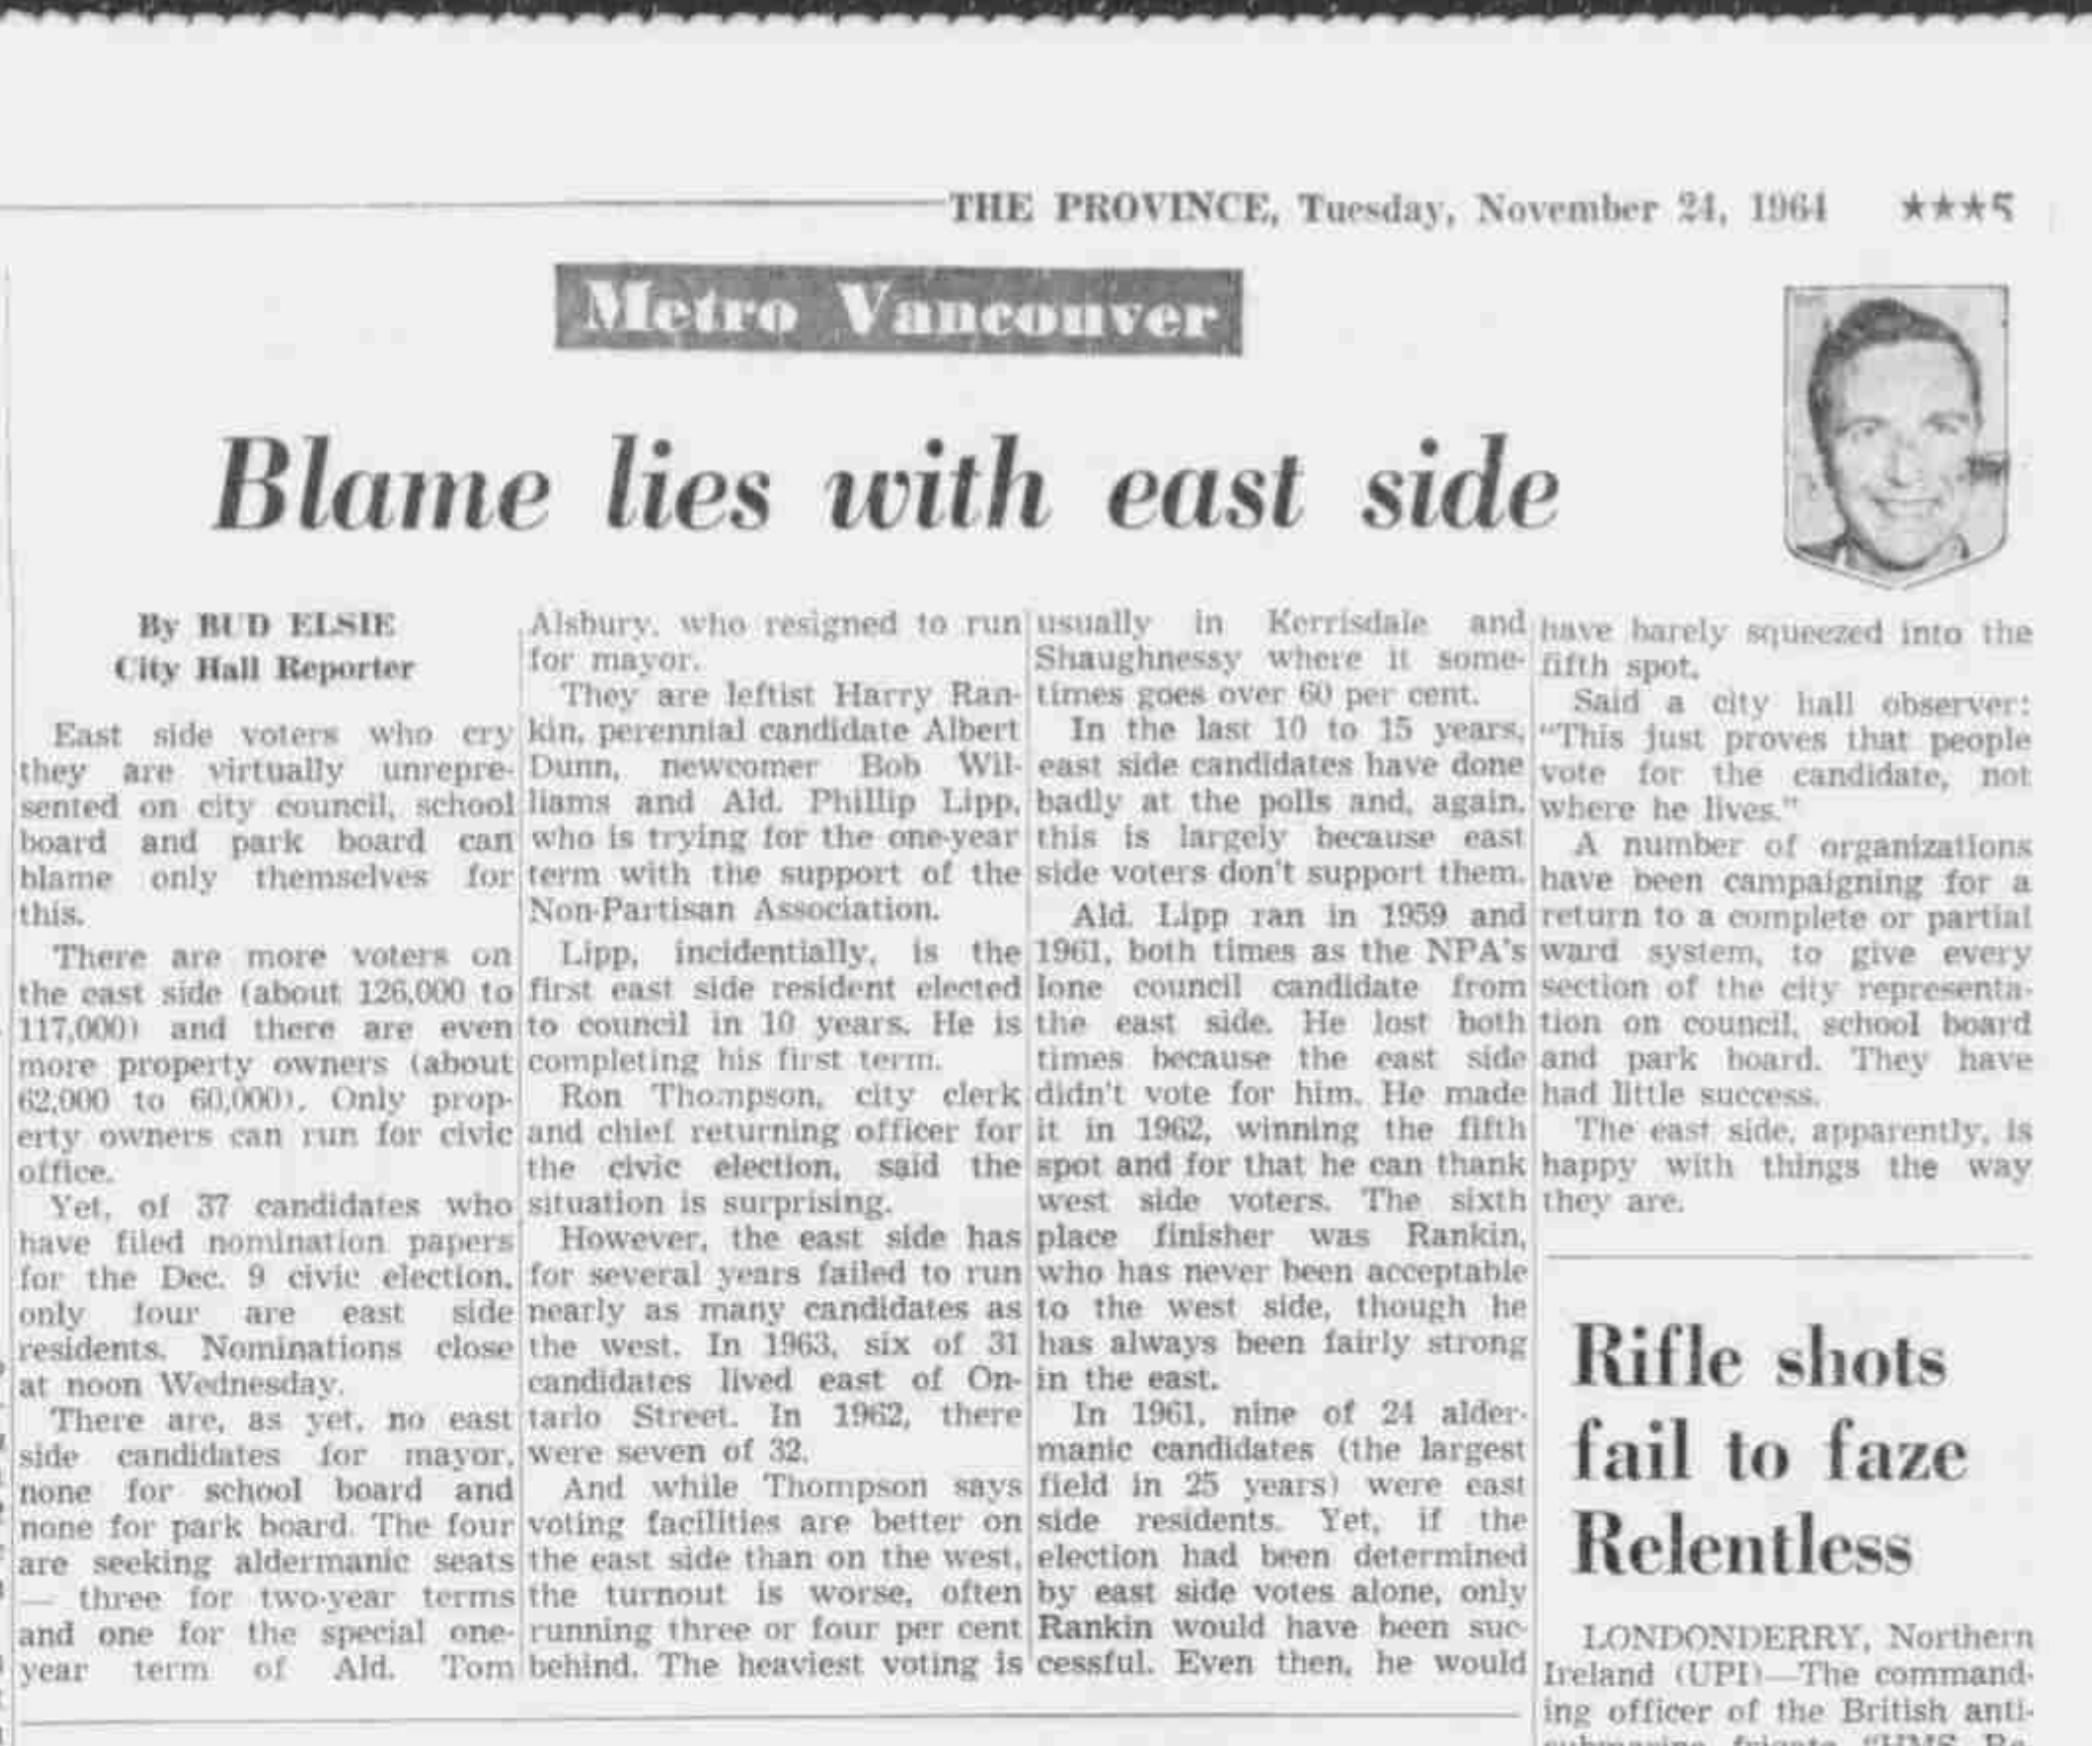 THE PROVINCE, Tuesday, November 24, 1964 ★★★5
Metro Vancouver
Blame lies with east side
By BUD ELSIE
City Hall Reporter
East side voters who cry
they are virtually unrepre-
sented on city council, school
board and park board can
blame only themselves for
this.
There are more voters on
the east side (about 126,000 to
117,000) and there are even
more property owners (about
62,000 to 60,000). Only prop-
erty owners can run for civic
office.
Yet, of 37 candidates who
have filed nomination papers
for the Dec. 9 civic election,
only four are east side
residents. Nominations close
at noon Wednesday.
There are, as yet, no east
side candidates for mayor,
none for school board and
none for park board. The four
are seeking aldermanic seats
— three for two-year terms
and one for the special one-
year term of Ald. Tom
Alsbury, who resigned to run
for mayor.
They are leftist Harry Ran-
kin, perennial candidate Albert
Dunn, newcomer Bob Wil-
liams and Ald. Phillip Lipp,
who is trying for the one-year
term with the support of the
Non-Partisan Association.
Lipp, incidentially, is the
first east side resident elected
to council in 10 years. He is
completing his first term.
Ron Thompson, city clerk
and chief returning officer for
the civic election, said the
situation is surprising.
However, the east side has
for several years failed to run
nearly as many candidates as
the west. In 1963, six of 31
candidates lived east of On-
tario Street. In 1962, there
were seven of 32.
And while Thompson says
voting facilities are better on
the east side than on the west,
the turnout is worse, often
running three or four per cent
behind. The heaviest voting is
usually in Kerrisdale and
Shaughnessy where it some-
times goes over 60 per cent.
In the last 10 to 15 years,
east side candidates have done
badly at the polls and, again,
this is largely because east
side voters don't support them.
Ald. Lipp ran in 1959 and
1961, both times as the NPA's
lone council candidate from
the east side. He lost both
times because the east side
didn't vote for him. He made
it in 1962, winning the fifth
spot and for that he can thank
west side voters. The sixth
place finisher was Rankin,
who has never been acceptable
to the west side, though he
has always been fairly strong
in the east.
In 1961, nine of 24 alder-
manic candidates (the largest
field in 25 years) were east
side residents. Yet, if the
election had been determined
by east side votes alone, only
Rankin would have been suc-
cessful. Even then, he would
have barely squeezed into the
fifth spot.
Said a city hall observer:
"This just proves that people
vote for the candidate, not
where he lives."
A number of organizations
have been campaigning for a
return to a complete or partial
ward system, to give every
section of the city representa-
tion on council, school board
and park board. They have
had little success.
The east side, apparently, is
happy with things the way
they are.
Rifle shots
fail to faze
Relentless
LONDONDERRY, Northern
Ireland (UPI)—The command-
ing officer of the British anti-
submarine frigate "HMS Re-